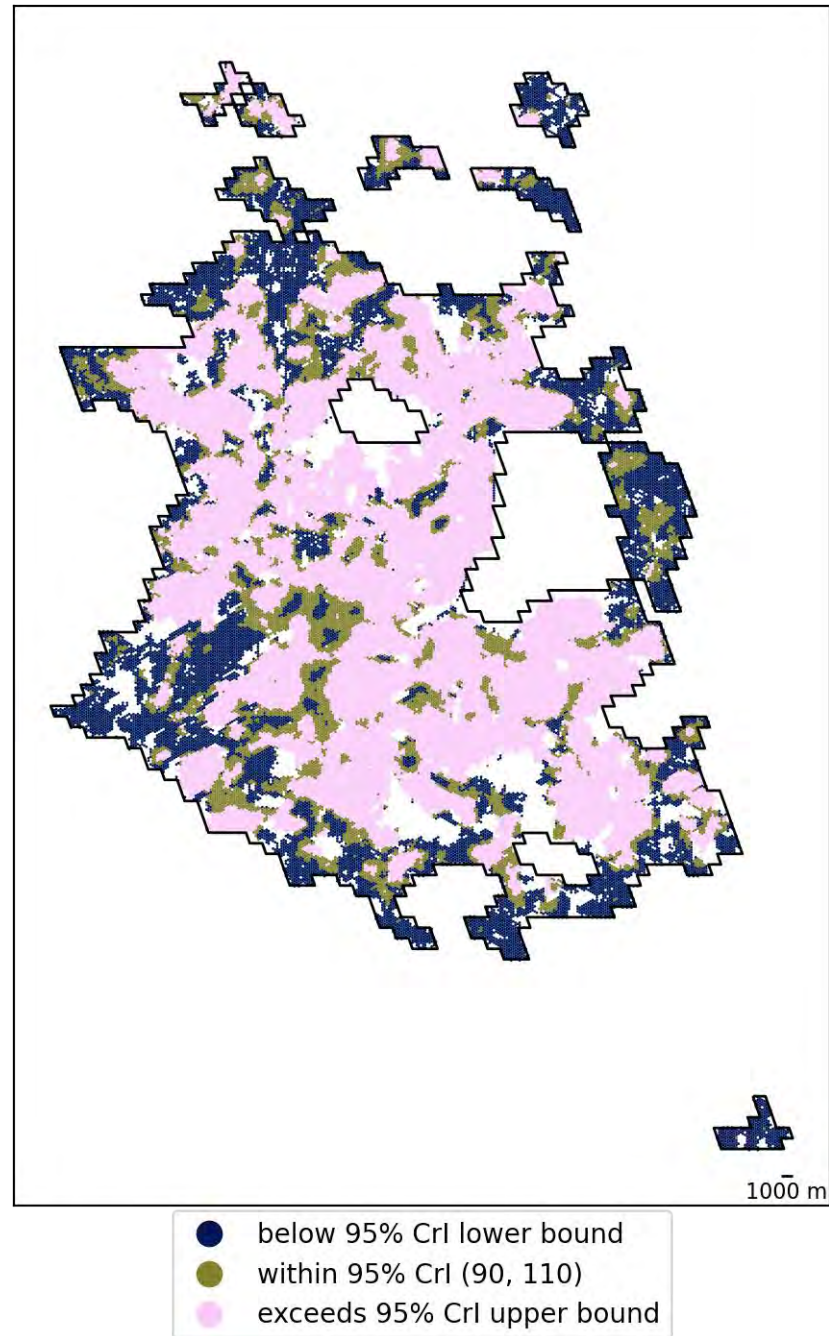 1000 m
below 95% CrI lower bound
within 95% CrI (90, 110)
exceeds 95% CrI upper bound